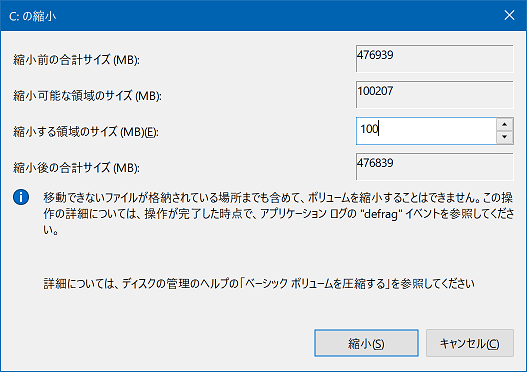 C: の縮小
縮小前の合計サイズ (MB):
476939
縮小可能な領域のサイズ (MB):
100207
縮小する領域のサイズ (MB)(E):
100
縮小後の合計サイズ (MB):
476839
移動できないファイルが格納されている場所までも含めて、ボリュームを縮小することはできません。この操
作の詳細については、操作が完了した時点で、アプリケーション ログの "defrag" イベントを参照してくださ
い。
詳細については、ディスクの管理のヘルプの「ベーシック ボリュームを圧縮する」を参照してください
縮小(S)
キャンセル(C)